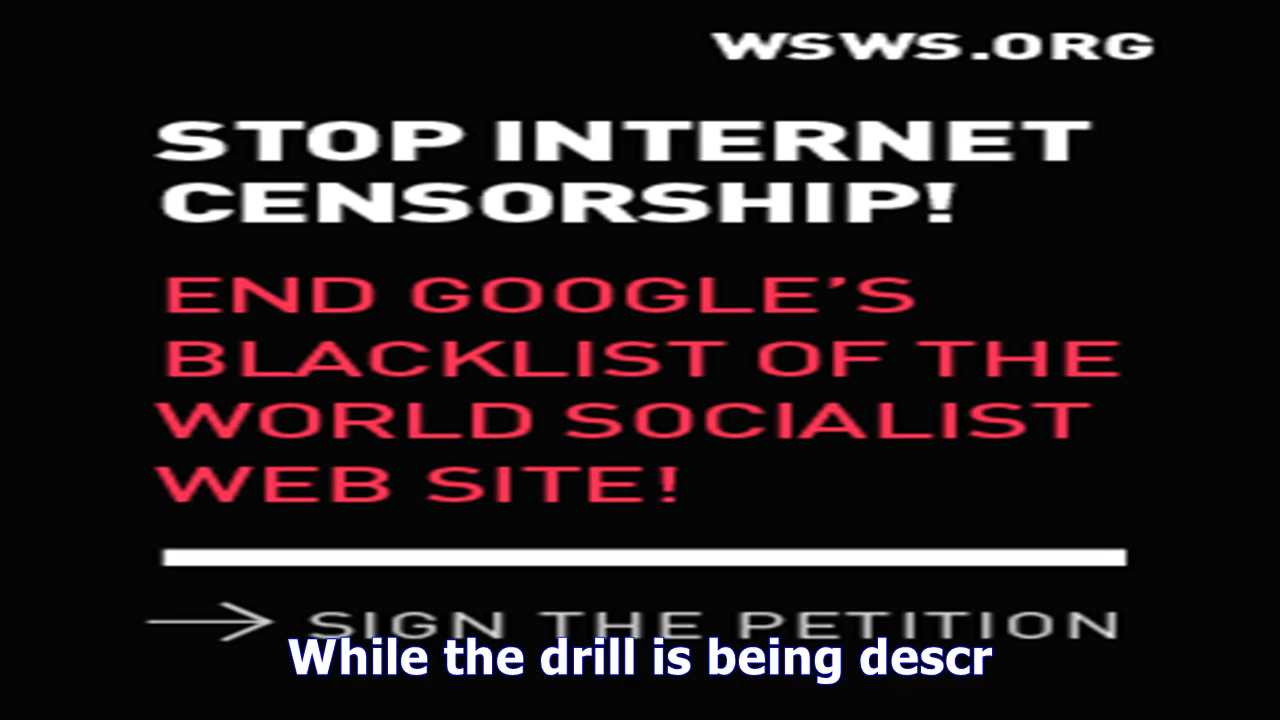 WSWS.ORG
STOP INTERNET
CENSORSHIP!
END GOOGLE’S
BLACKLIST OF THE
WORLD SOCIALIST
WEB SITE!
SIGN THE PETITION
While the drill is being descr